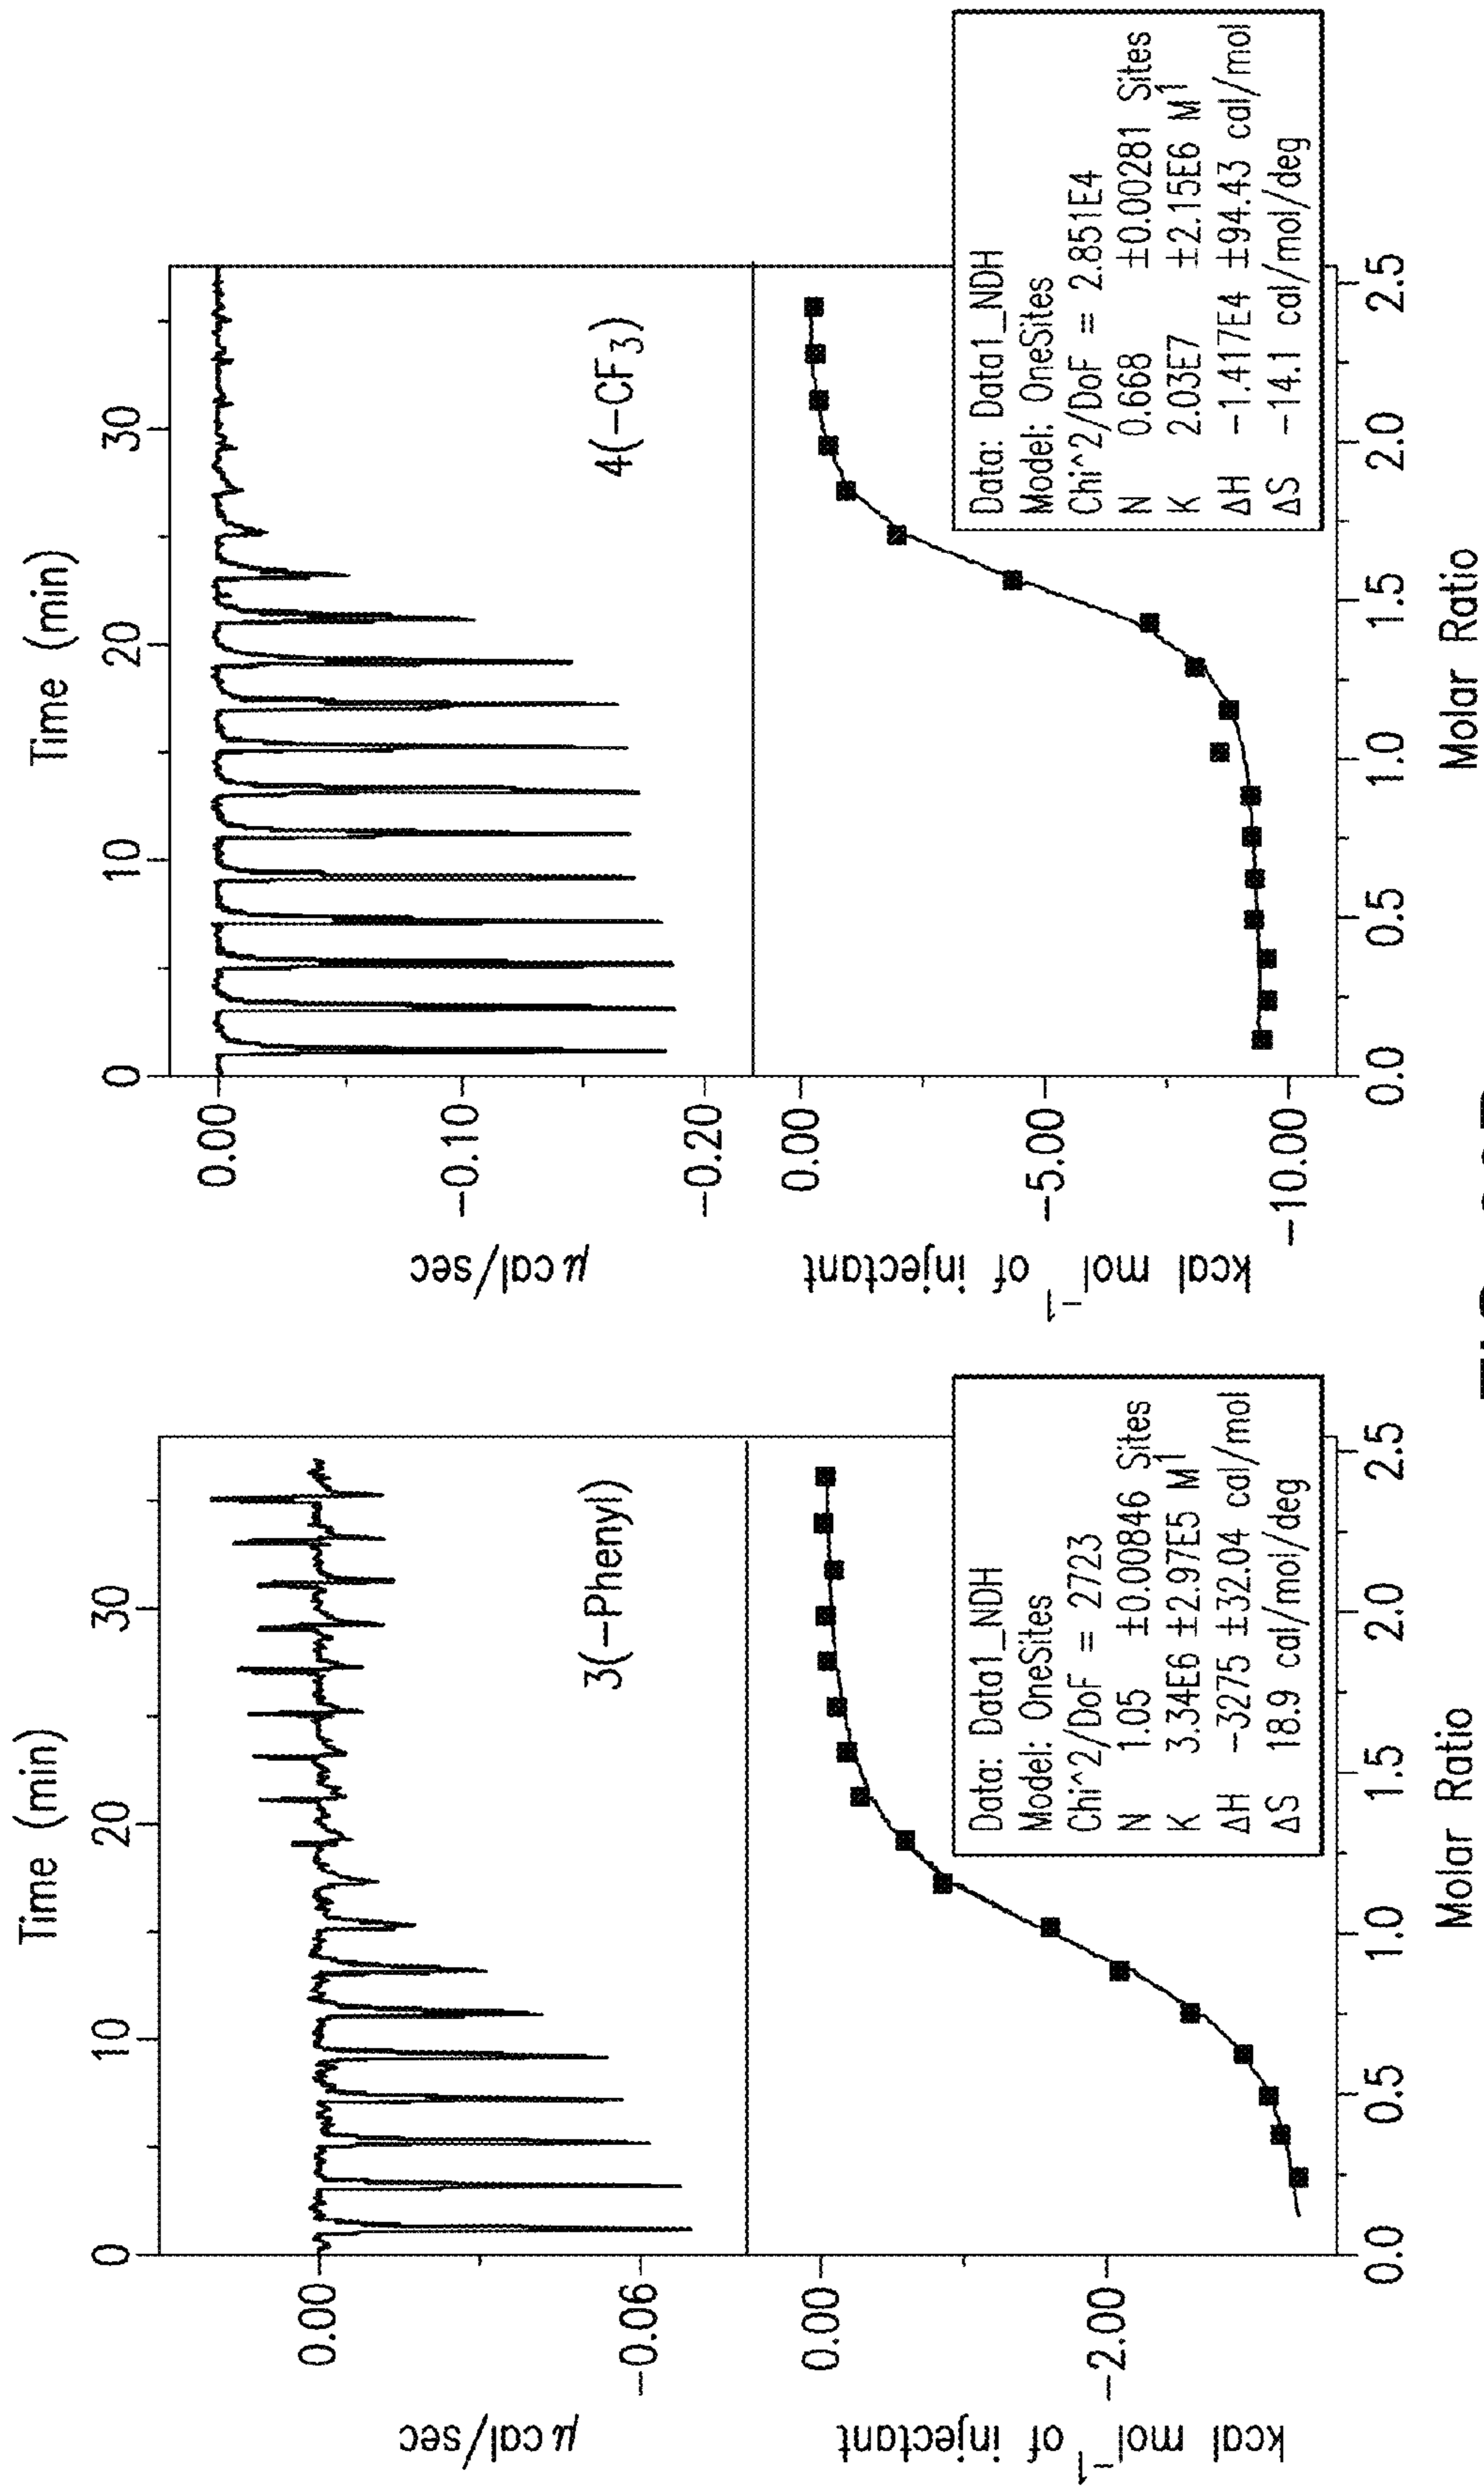 Time (min)
0 10 20 30
0.00
-0.06
μcal/sec
3(-Phenyl)
0.00
-2.00
kcal mol-1 of injectant
Data: Data1_NDH
Model: OneSites
Chi^2/DoF = 2723
N 1.05 ±0.00846 Sites
K 3.34E6 ±2.97E5 M1
ΔH -3275 ±32.04 cal/mol
ΔS 18.9 cal/mol/deg
0.0 0.5 1.0 1.5 2.0 2.5
Molar Ratio
Time (min)
0 10 20 30
0.00
-0.10
-0.20
μcal/sec
4(-CF3)
0.00
-5.00
-10.00
kcal mol-1 of injectant
Data: Data1_NDH
Model: OneSites
Chi^2/DoF = 2.851E4
N 0.668 ±0.00281 Sites
K 2.03E7 ±2.15E6 M1
ΔH -1.417E4 ±94.43 cal/mol
ΔS -14.1 cal/mol/deg
0.0 0.5 1.0 1.5 2.0 2.5
Molar Ratio